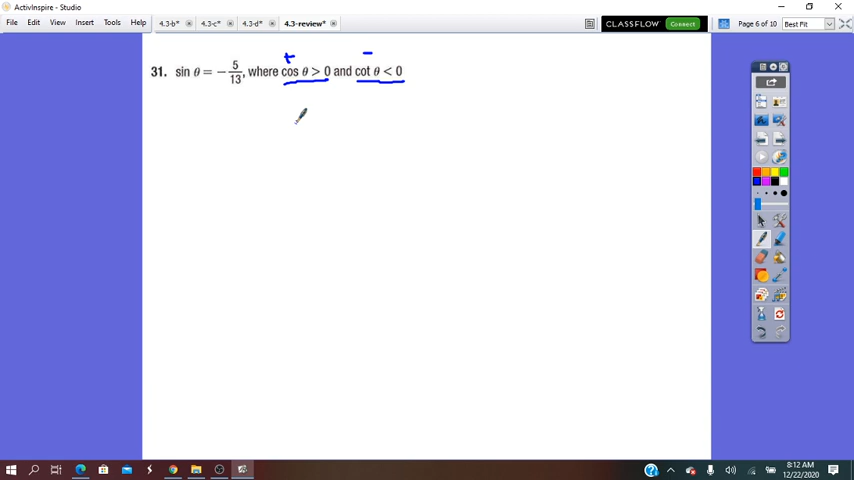 ActivInspire - Studio
File Edit View Insert Tools Help
4.3-b* 4.3-c* 4.3-d* 4.3-review*
CLASSFLOW Connect Page 6 of 10 Best Fit
+ −
31. sin θ = −5/13, where cos θ > 0 and cot θ < 0
8:12 AM
12/22/2020